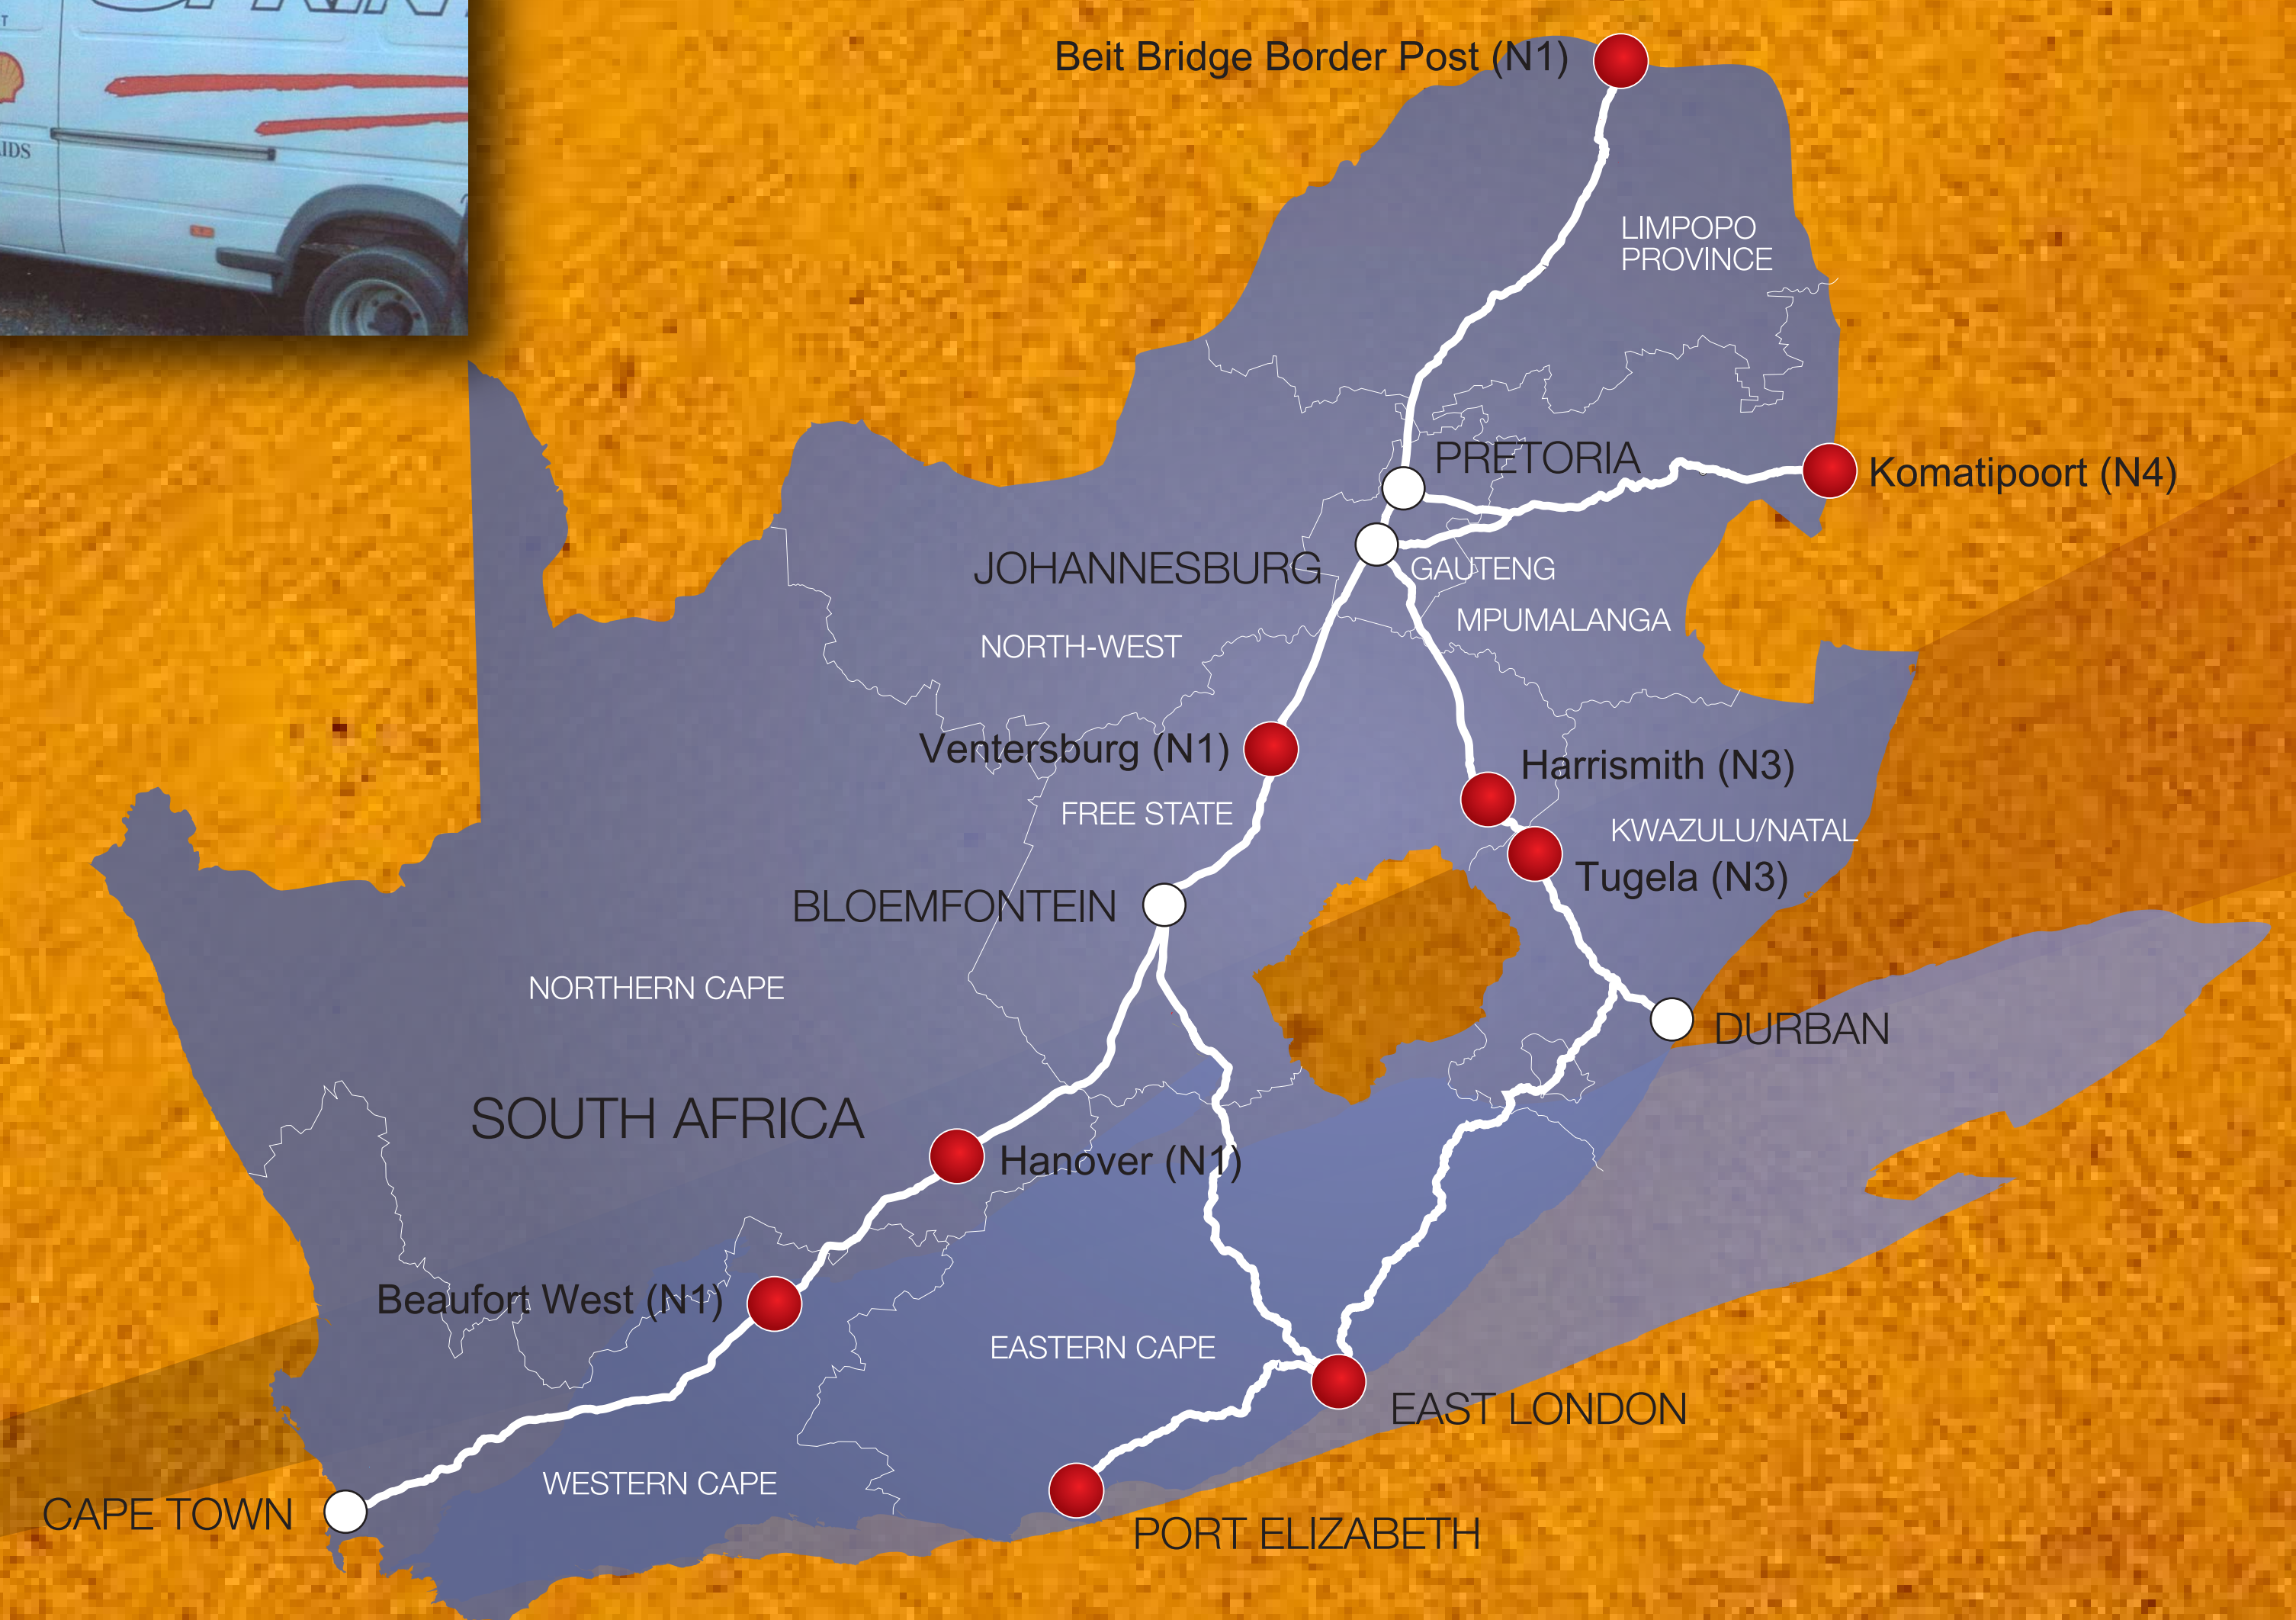 Beit Bridge Border Post (N1)
LIMPOPO
PROVINCE
PRETORIA
Komatipoort (N4)
JOHANNESBURG
GAUTENG
MPUMALANGA
NORTH-WEST
Ventersburg (N1)
Harrismith (N3)
FREE STATE
KWAZULU/NATAL
Tugela (N3)
BLOEMFONTEIN
NORTHERN CAPE
DURBAN
SOUTH AFRICA
Hanover (N1)
Beaufort West (N1)
EASTERN CAPE
EAST LONDON
WESTERN CAPE
CAPE TOWN
PORT ELIZABETH